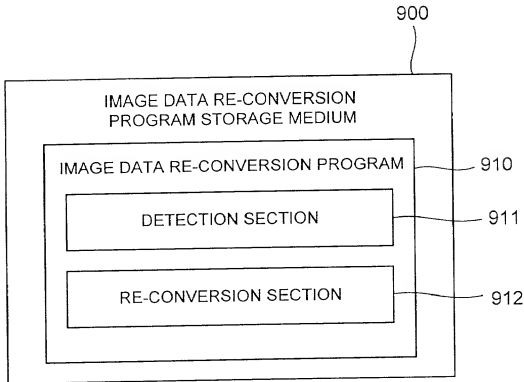 900
IMAGE DATA RE-CONVERSION
PROGRAM STORAGE MEDIUM
IMAGE DATA RE-CONVERSION PROGRAM
910
DETECTION SECTION
911
RE-CONVERSION SECTION
912